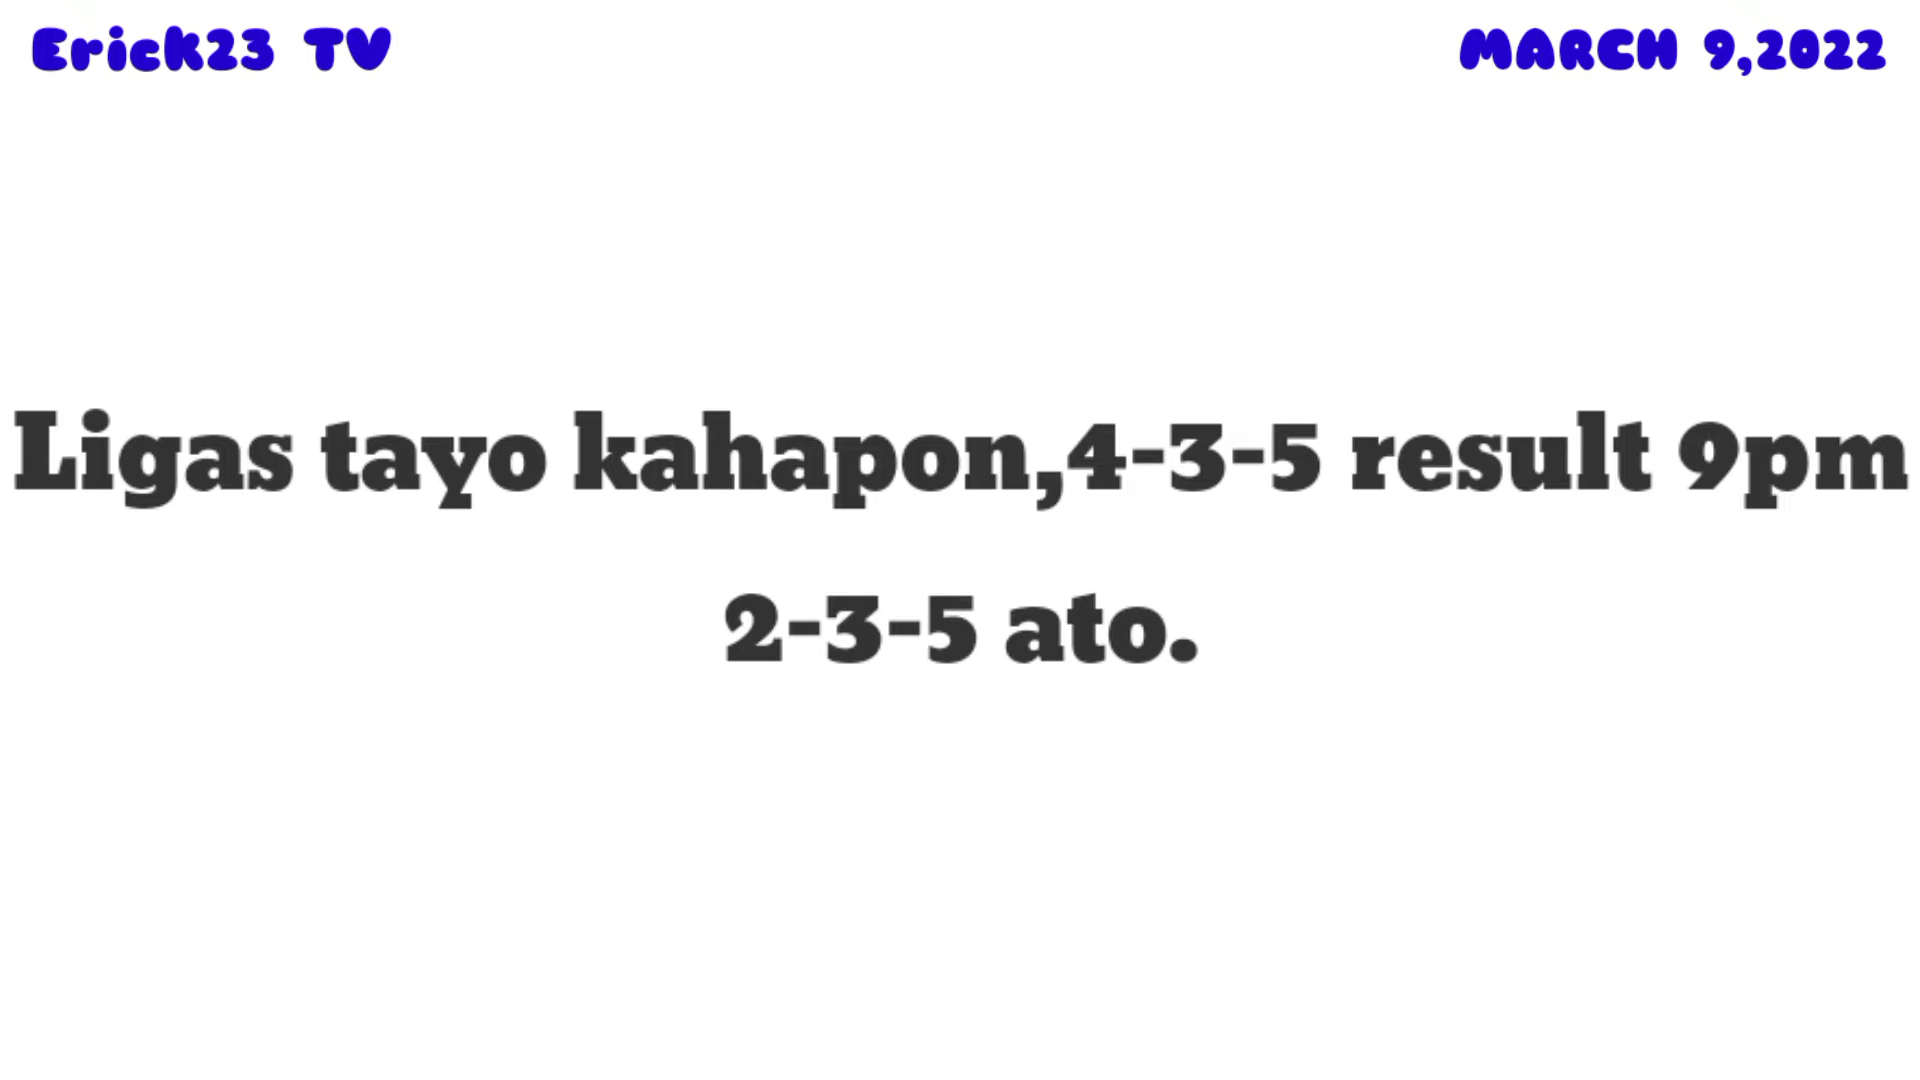 Erick23 TV
MARCH 9,2022
Ligas tayo kahapon,4-3-5 result 9pm
2-3-5 ato.